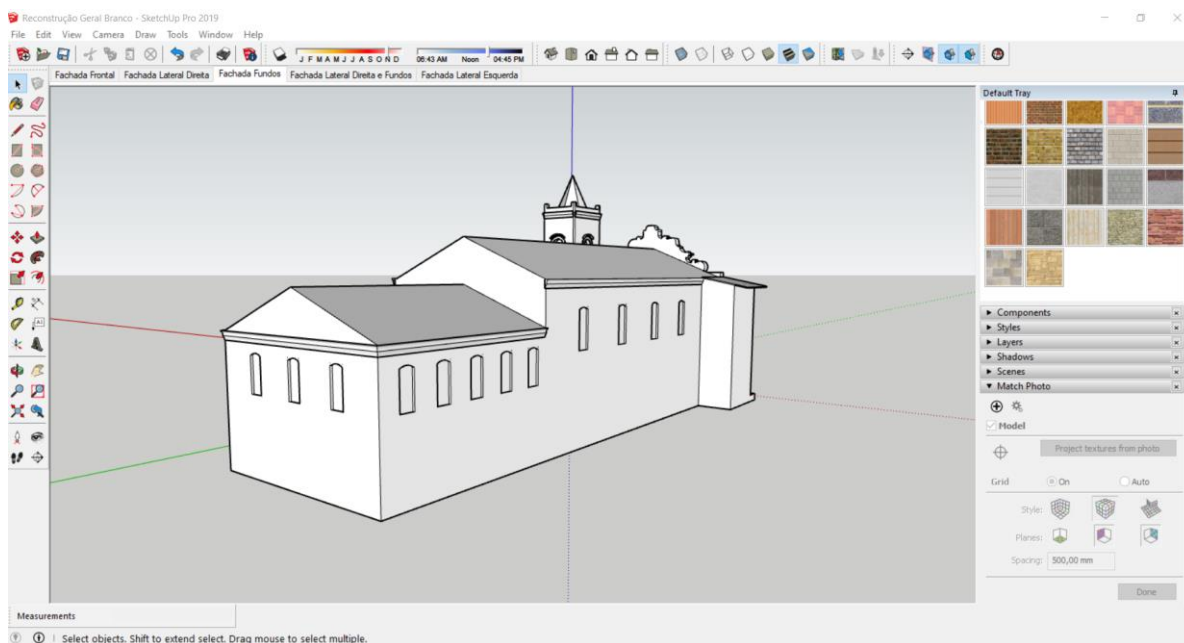 Reconstrução Geral Branco - SketchUp Pro 2019
File Edit View Camera Draw Tools Window Help
J F M A M J J A S O N D 06:43 AM Noon 04:45 PM
Fachada Frontal Fachada Lateral Direita Fachada Fundos Fachada Lateral Direita e Fundos Fachada Lateral Esquerda
Default Tray
Components
Styles
Layers
Shadows
Scenes
Match Photo
Model
Project textures from photo
Grid On Auto
Style:
Planes:
Spacing: 500,00 mm
Done
Measurements
Select objects. Shift to extend select. Drag mouse to select multiple.